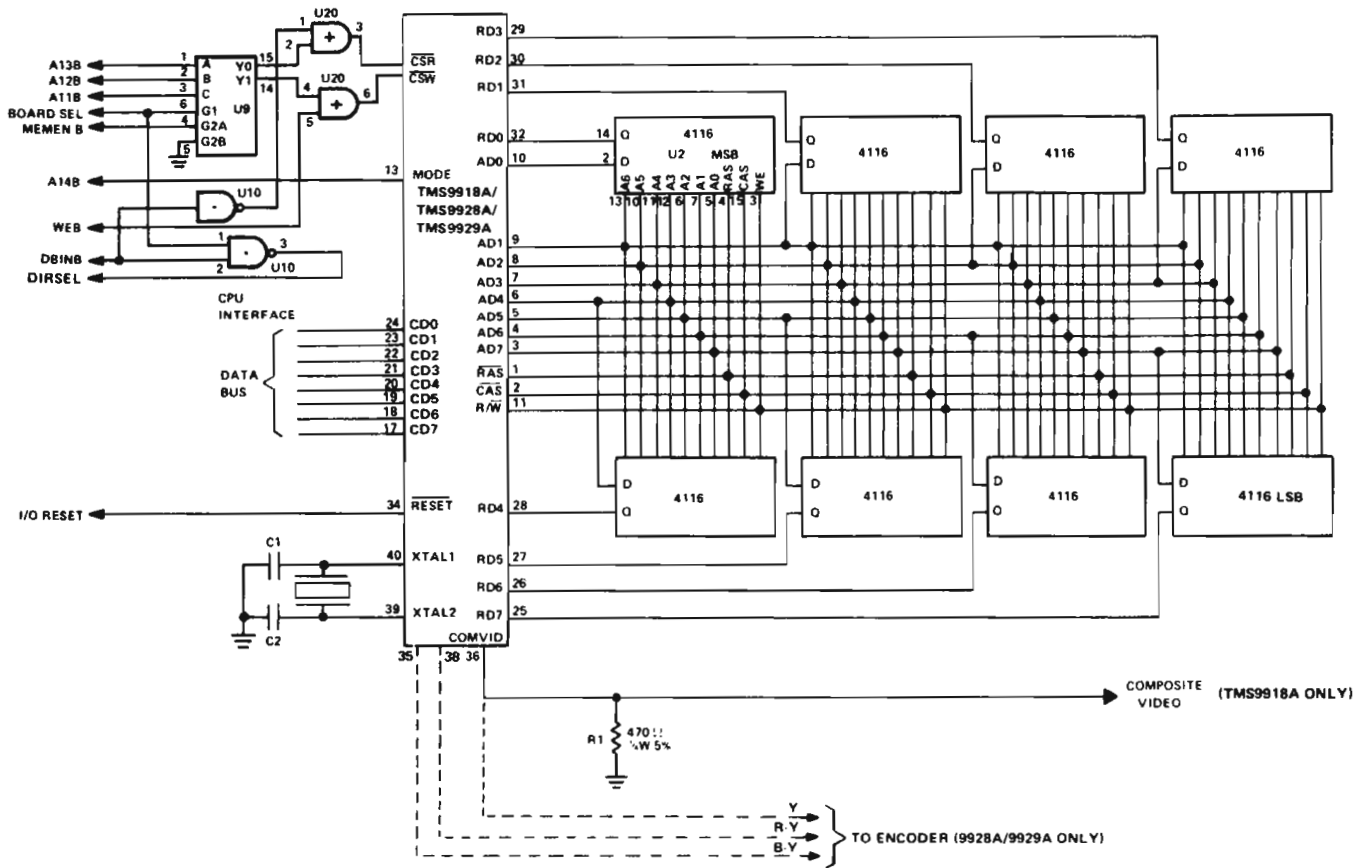 U20
1
3
2
A13B
A12B
A11B
BOARD SEL
MEMEN B
1
2
3
6
4
5
A
B
C
G1
G2A
G2B
Y0
Y1
U9
15
14
U20
4
6
5
CSR
CSW
A14B
13
MODE
TMS9918A/
TMS9928A/
TMS9929A
U10
WEB
1
3
2
U10
DBINB
DIRSEL
CPU
INTERFACE
DATA
BUS
24 CD0
23 CD1
22 CD2
21 CD3
20 CD4
19 CD5
18 CD6
17 CD7
I/O RESET
34
RESET
C1
40
XTAL1
39
XTAL2
C2
RD3 29
RD2 30
RD1 31
RD0 32
AD0 10
AD1 9
AD2 8
AD3 7
AD4 6
AD5 5
AD6 4
AD7 3
RAS 1
CAS 2
R/W 11
RD4 28
RD5 27
RD6 26
RD7 25
14 Q
2 D
4116
U2 MSB
A6 A5 A4 A3 A2 A1 A0 RAS CAS WE
13 10 11 12 6 7 5 4 15 3
Q
D
4116
Q
D
4116
Q
D
4116
D
Q
4116
D
Q
4116
D
Q
4116
D
Q
4116 LSB
COMVID
35
38
36
COMPOSITE
VIDEO
(TMS9918A ONLY)
R1
470 Ω
¼W 5%
Y
R-Y
B-Y
TO ENCODER (9928A/9929A ONLY)